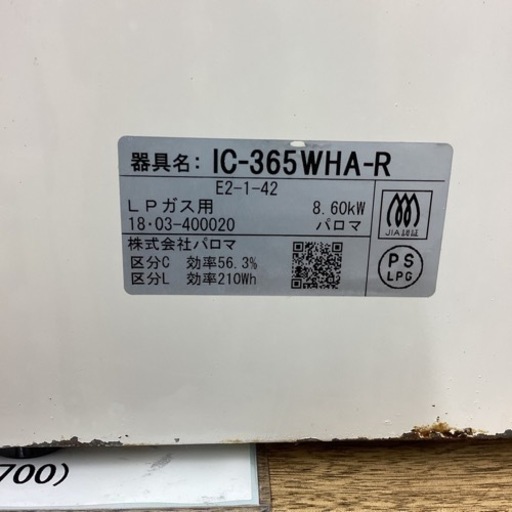 器具名: IC-365WHA-R
E2-1-42
LPガス用 8.60kW
18・03-400020 パロマ
株式会社パロマ
区分C 効率56.3%
区分L 効率210Wh
JIA認証
PS
LPG
700)